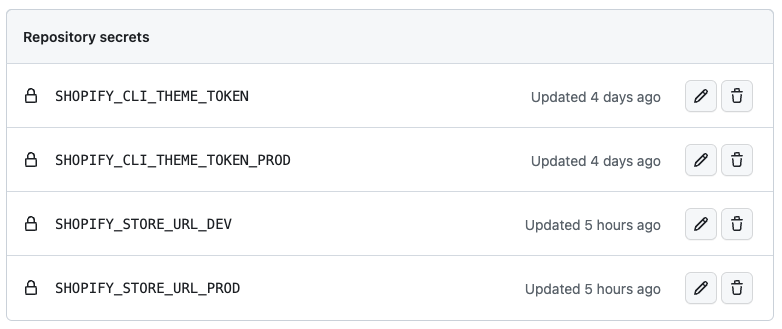 Repository secrets
SHOPIFY_CLI_THEME_TOKEN Updated 4 days ago
SHOPIFY_CLI_THEME_TOKEN_PROD Updated 4 days ago
SHOPIFY_STORE_URL_DEV Updated 5 hours ago
SHOPIFY_STORE_URL_PROD Updated 5 hours ago